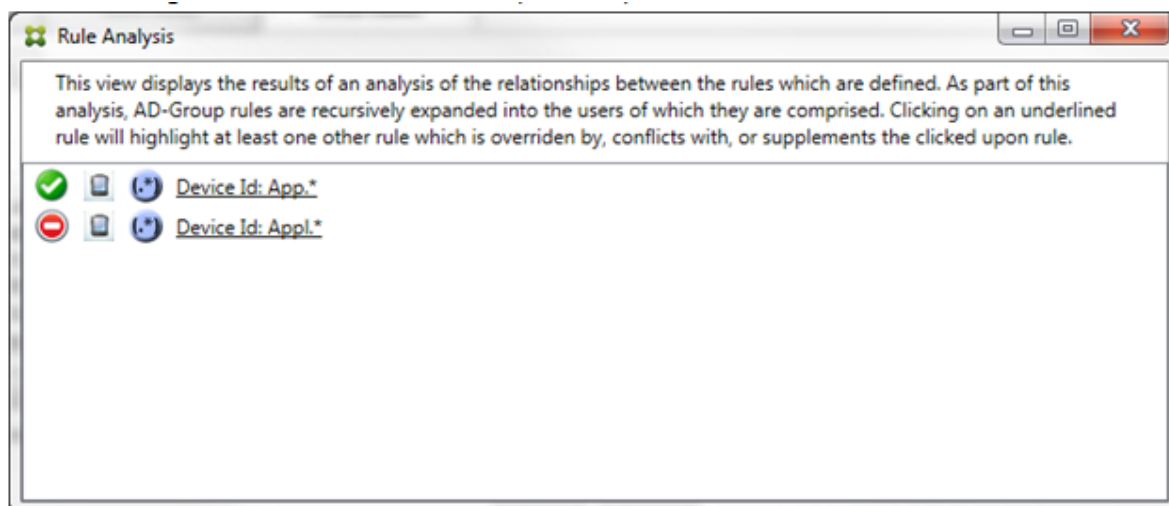 Rule Analysis
This view displays the results of an analysis of the relationships between the rules which are defined. As part of this
analysis, AD-Group rules are recursively expanded into the users of which they are comprised. Clicking on an underlined
rule will highlight at least one other rule which is overriden by, conflicts with, or supplements the clicked upon rule.
(.*) Device Id: App.*
(.*) Device Id: Appl.*